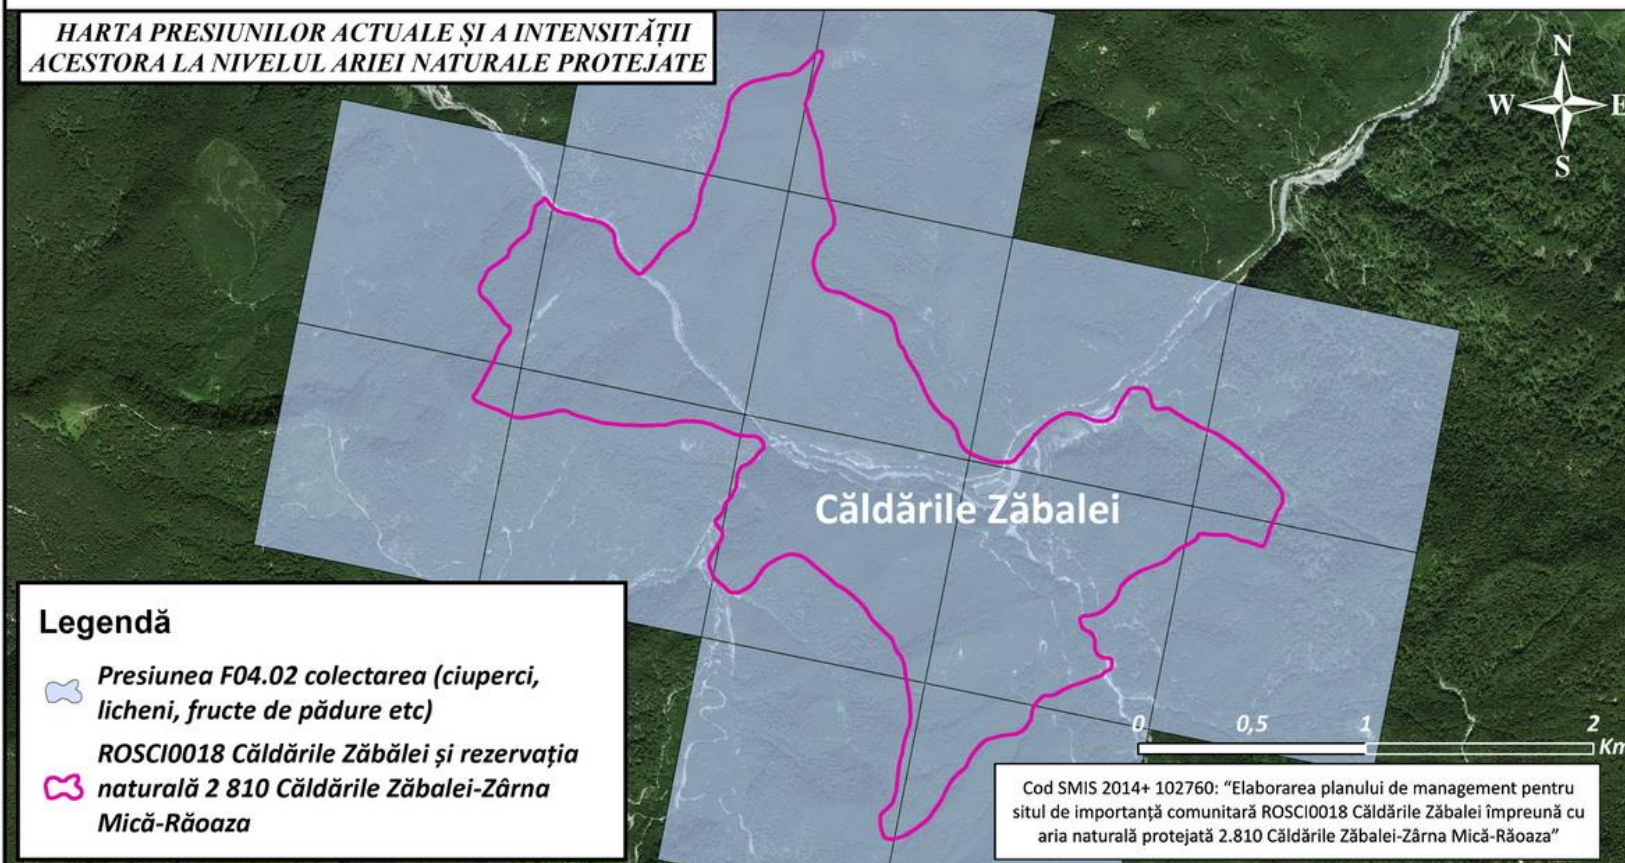 HARTA PRESIUNILOR ACTUALE ȘI A INTENSITĂȚII
ACESTORA LA NIVELUL ARIEI NATURALE PROTEJATE
N
W E
S
Căldările Zăbalei
Legendă
Presiunea F04.02 colectarea (ciuperci,
licheni, fructe de pădure etc)
ROSCI0018 Căldările Zăbălei și rezervația
naturală 2 810 Căldările Zăbalei-Zârna
Mică-Răoaza
0 0,5 1 2
Km
Cod SMIS 2014+ 102760: “Elaborarea planului de management pentru
situl de importanță comunitară ROSCI0018 Căldările Zăbalei împreună cu
aria naturală protejată 2.810 Căldările Zăbalei-Zârna Mică-Răoaza”